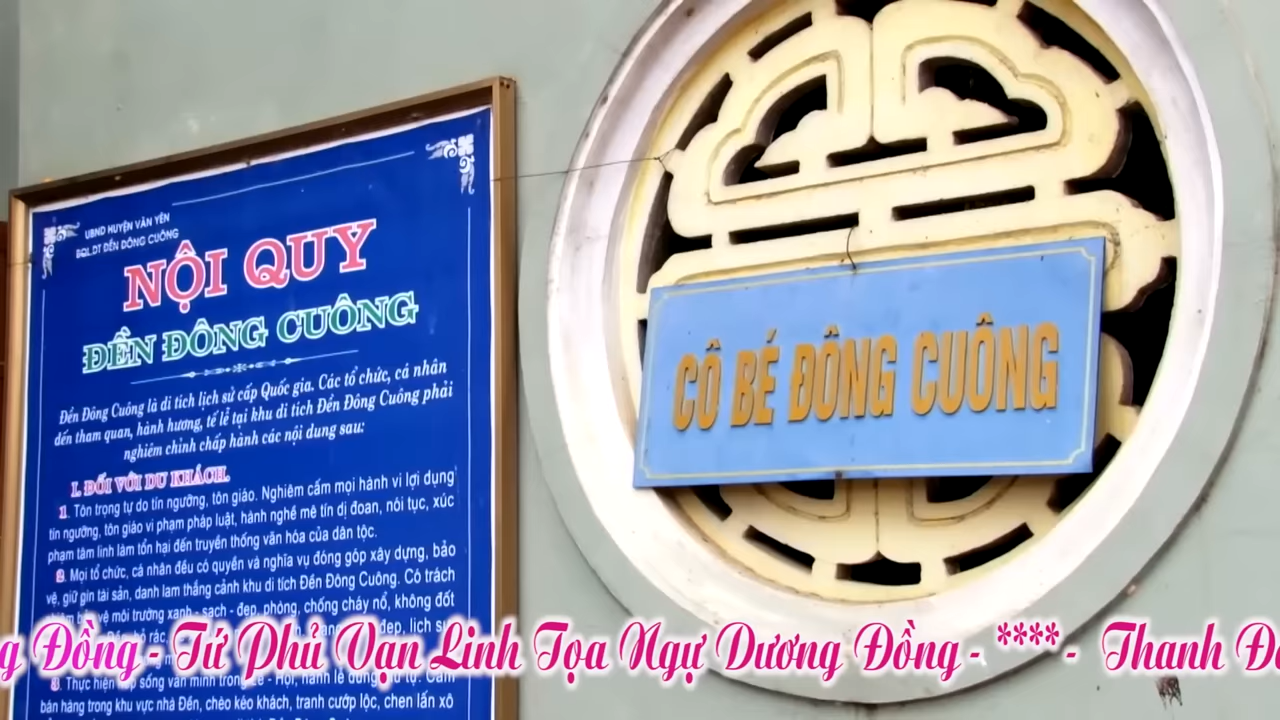 UBND HUYỆN VĂN YÊN
BQL DT ĐỀN ĐÔNG CUÔNG
NỘI QUY
ĐỀN ĐÔNG CUÔNG
Đền Đông Cuông là di tích lịch sử cấp Quốc gia. Các tổ chức, cá nhân
đến tham quan, hành hương, tế lễ tại khu di tích Đền Đông Cuông phải
nghiêm chỉnh chấp hành các nội dung sau:
I. ĐỐI VỚI DU KHÁCH.
1. Tôn trọng tự do tín ngưỡng, tôn giáo. Nghiêm cấm mọi hành vi lợi dụng
tín ngưỡng, tôn giáo vi phạm pháp luật, hành nghề mê tín dị đoan, nói tục, xúc
phạm tâm linh làm tổn hại đến truyền thống văn hóa của dân tộc.
2. Mọi tổ chức, cá nhân đều có quyền và nghĩa vụ đóng góp xây dựng, bảo
vệ, giữ gìn tài sản, danh lam thắng cảnh khu di tích Đền Đông Cuông. Có trách
vệ môi trường xanh - sạch - đẹp, phòng, chống cháy nổ, không đốt
rác, đẹp, lịch sự
3. Thực hiện sống văn minh trong
bán hàng trong khu vực nhà Đền, chèo kéo khách, tranh cướp lộc, chen lấn xô
CÔ BÉ ĐÔNG CUÔNG
Đồng - Tứ Phủ Vạn Linh Tọa Ngự Dương Đồng - **** - Thanh